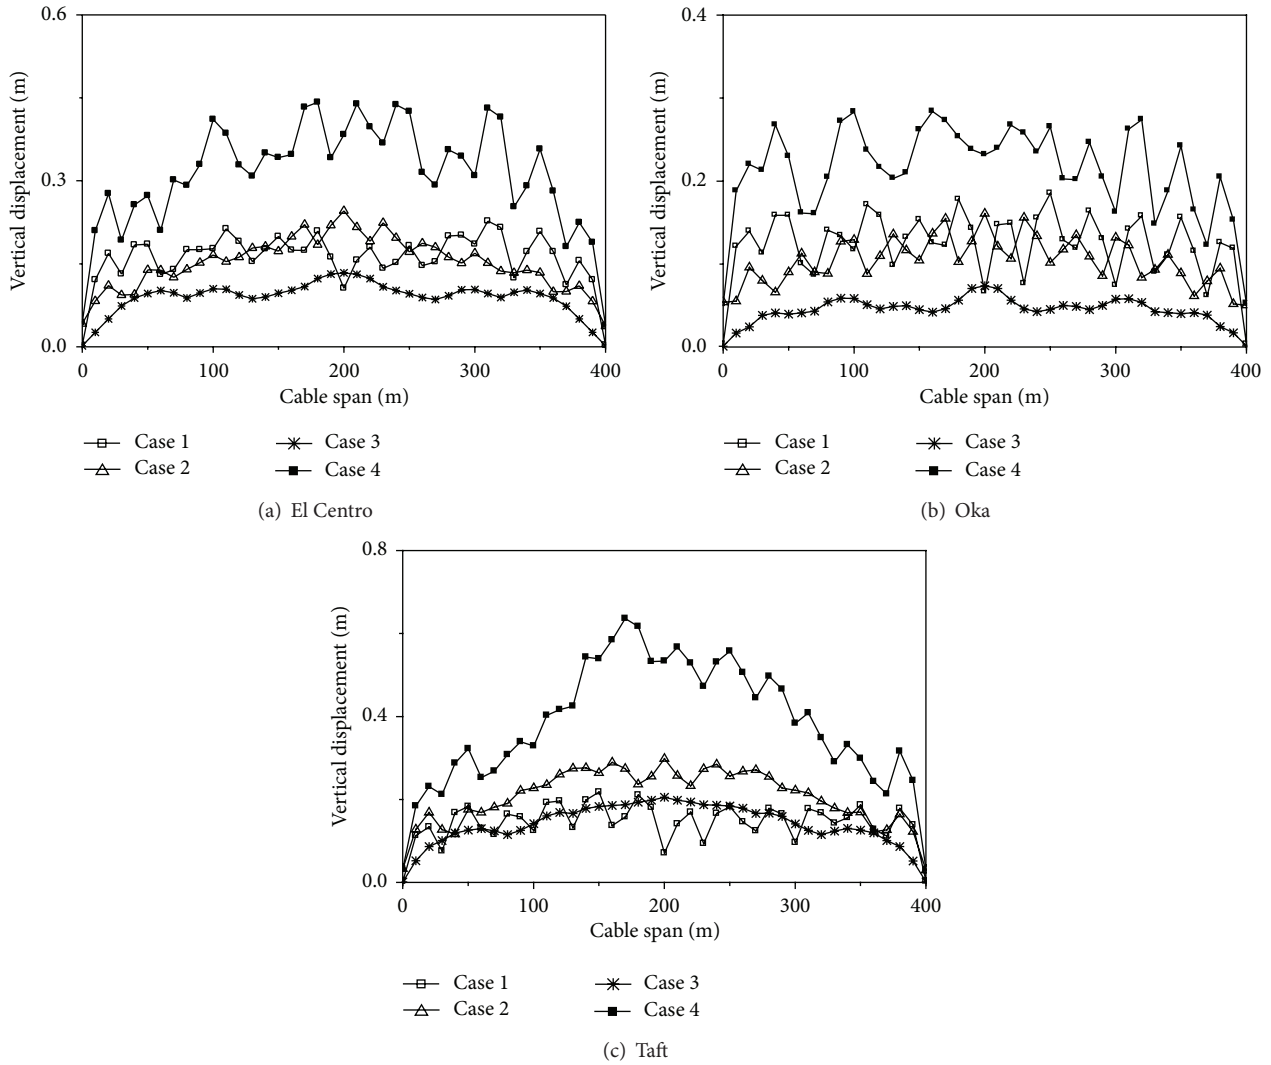 0.6
0.3
0.0
Vertical displacement (m)
0 100 200 300 400
Cable span (m)
Case 1 Case 3
Case 2 Case 4
(a) El Centro
0.4
0.2
0.0
Vertical displacement (m)
0 100 200 300 400
Cable span (m)
Case 1 Case 3
Case 2 Case 4
(b) Oka
0.8
0.4
0.0
Vertical displacement (m)
0 100 200 300 400
Cable span (m)
Case 1 Case 3
Case 2 Case 4
(c) Taft